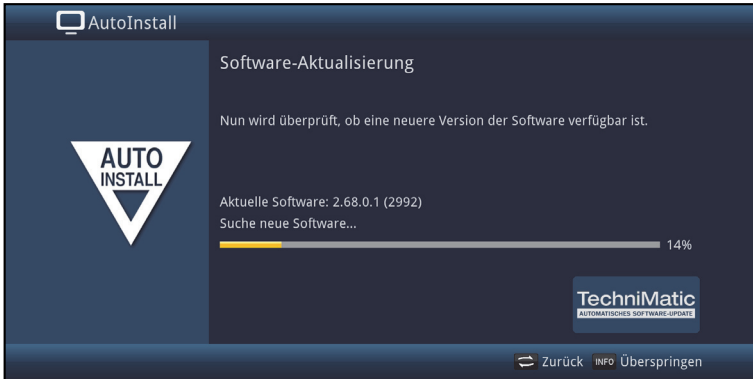 AutoInstall
Software-Aktualisierung
Nun wird überprüft, ob eine neuere Version der Software verfügbar ist.
AUTO
INSTALL
Aktuelle Software: 2.68.0.1 (2992)
Suche neue Software...
14%
TechniMatic
AUTOMATISCHES SOFTWARE-UPDATE
Zurück INFO Überspringen